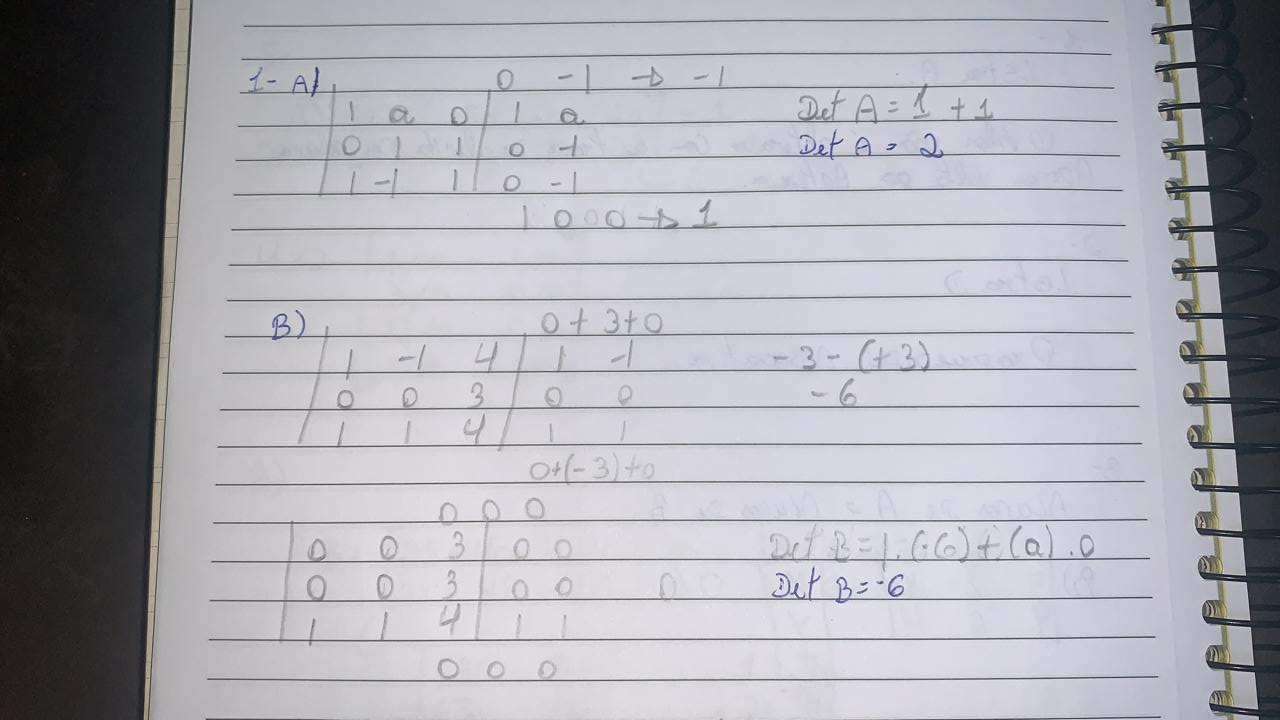 1- A) 0 -1 → -1
1 a 0 1 a Det A = 1 + 1
0 1 1 0 -1 Det A = 2
1 -1 1 0 -1
1 0 0 0 → 1
B) 0 + 3+0
1 -1 4 1 -1 -3 - (+3)
0 0 3 0 0 -6
1 1 4 1 1
0+(-3)+0
0 0 0
0 0 3 0 0 Det B = 1. (-6) + (a) . 0
0 0 3 0 0 Det B = -6
1 1 4 1 1
0 0 0